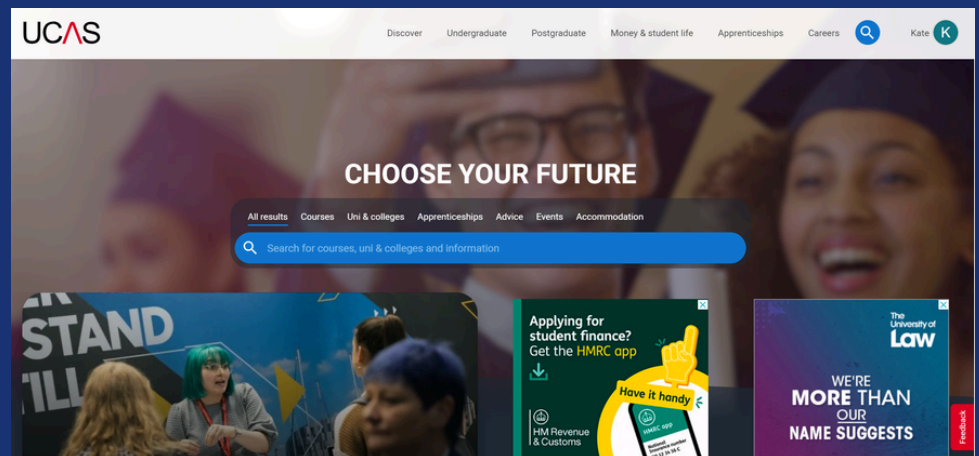 UCAS
Discover Undergraduate Postgraduate Money & student life Apprenticeships Careers Kate K
CHOOSE YOUR FUTURE
All results Courses Uni & colleges Apprenticeships Advice Events Accommodation
Search for courses, uni & colleges and information
STAND
Applying for
student finance?
Get the HMRC app
Have it handy
HM Revenue
& Customs
HMRC app
National
Insurance number
The
University of
Law
WE'RE
MORE THAN
OUR
NAME SUGGESTS
Feedback